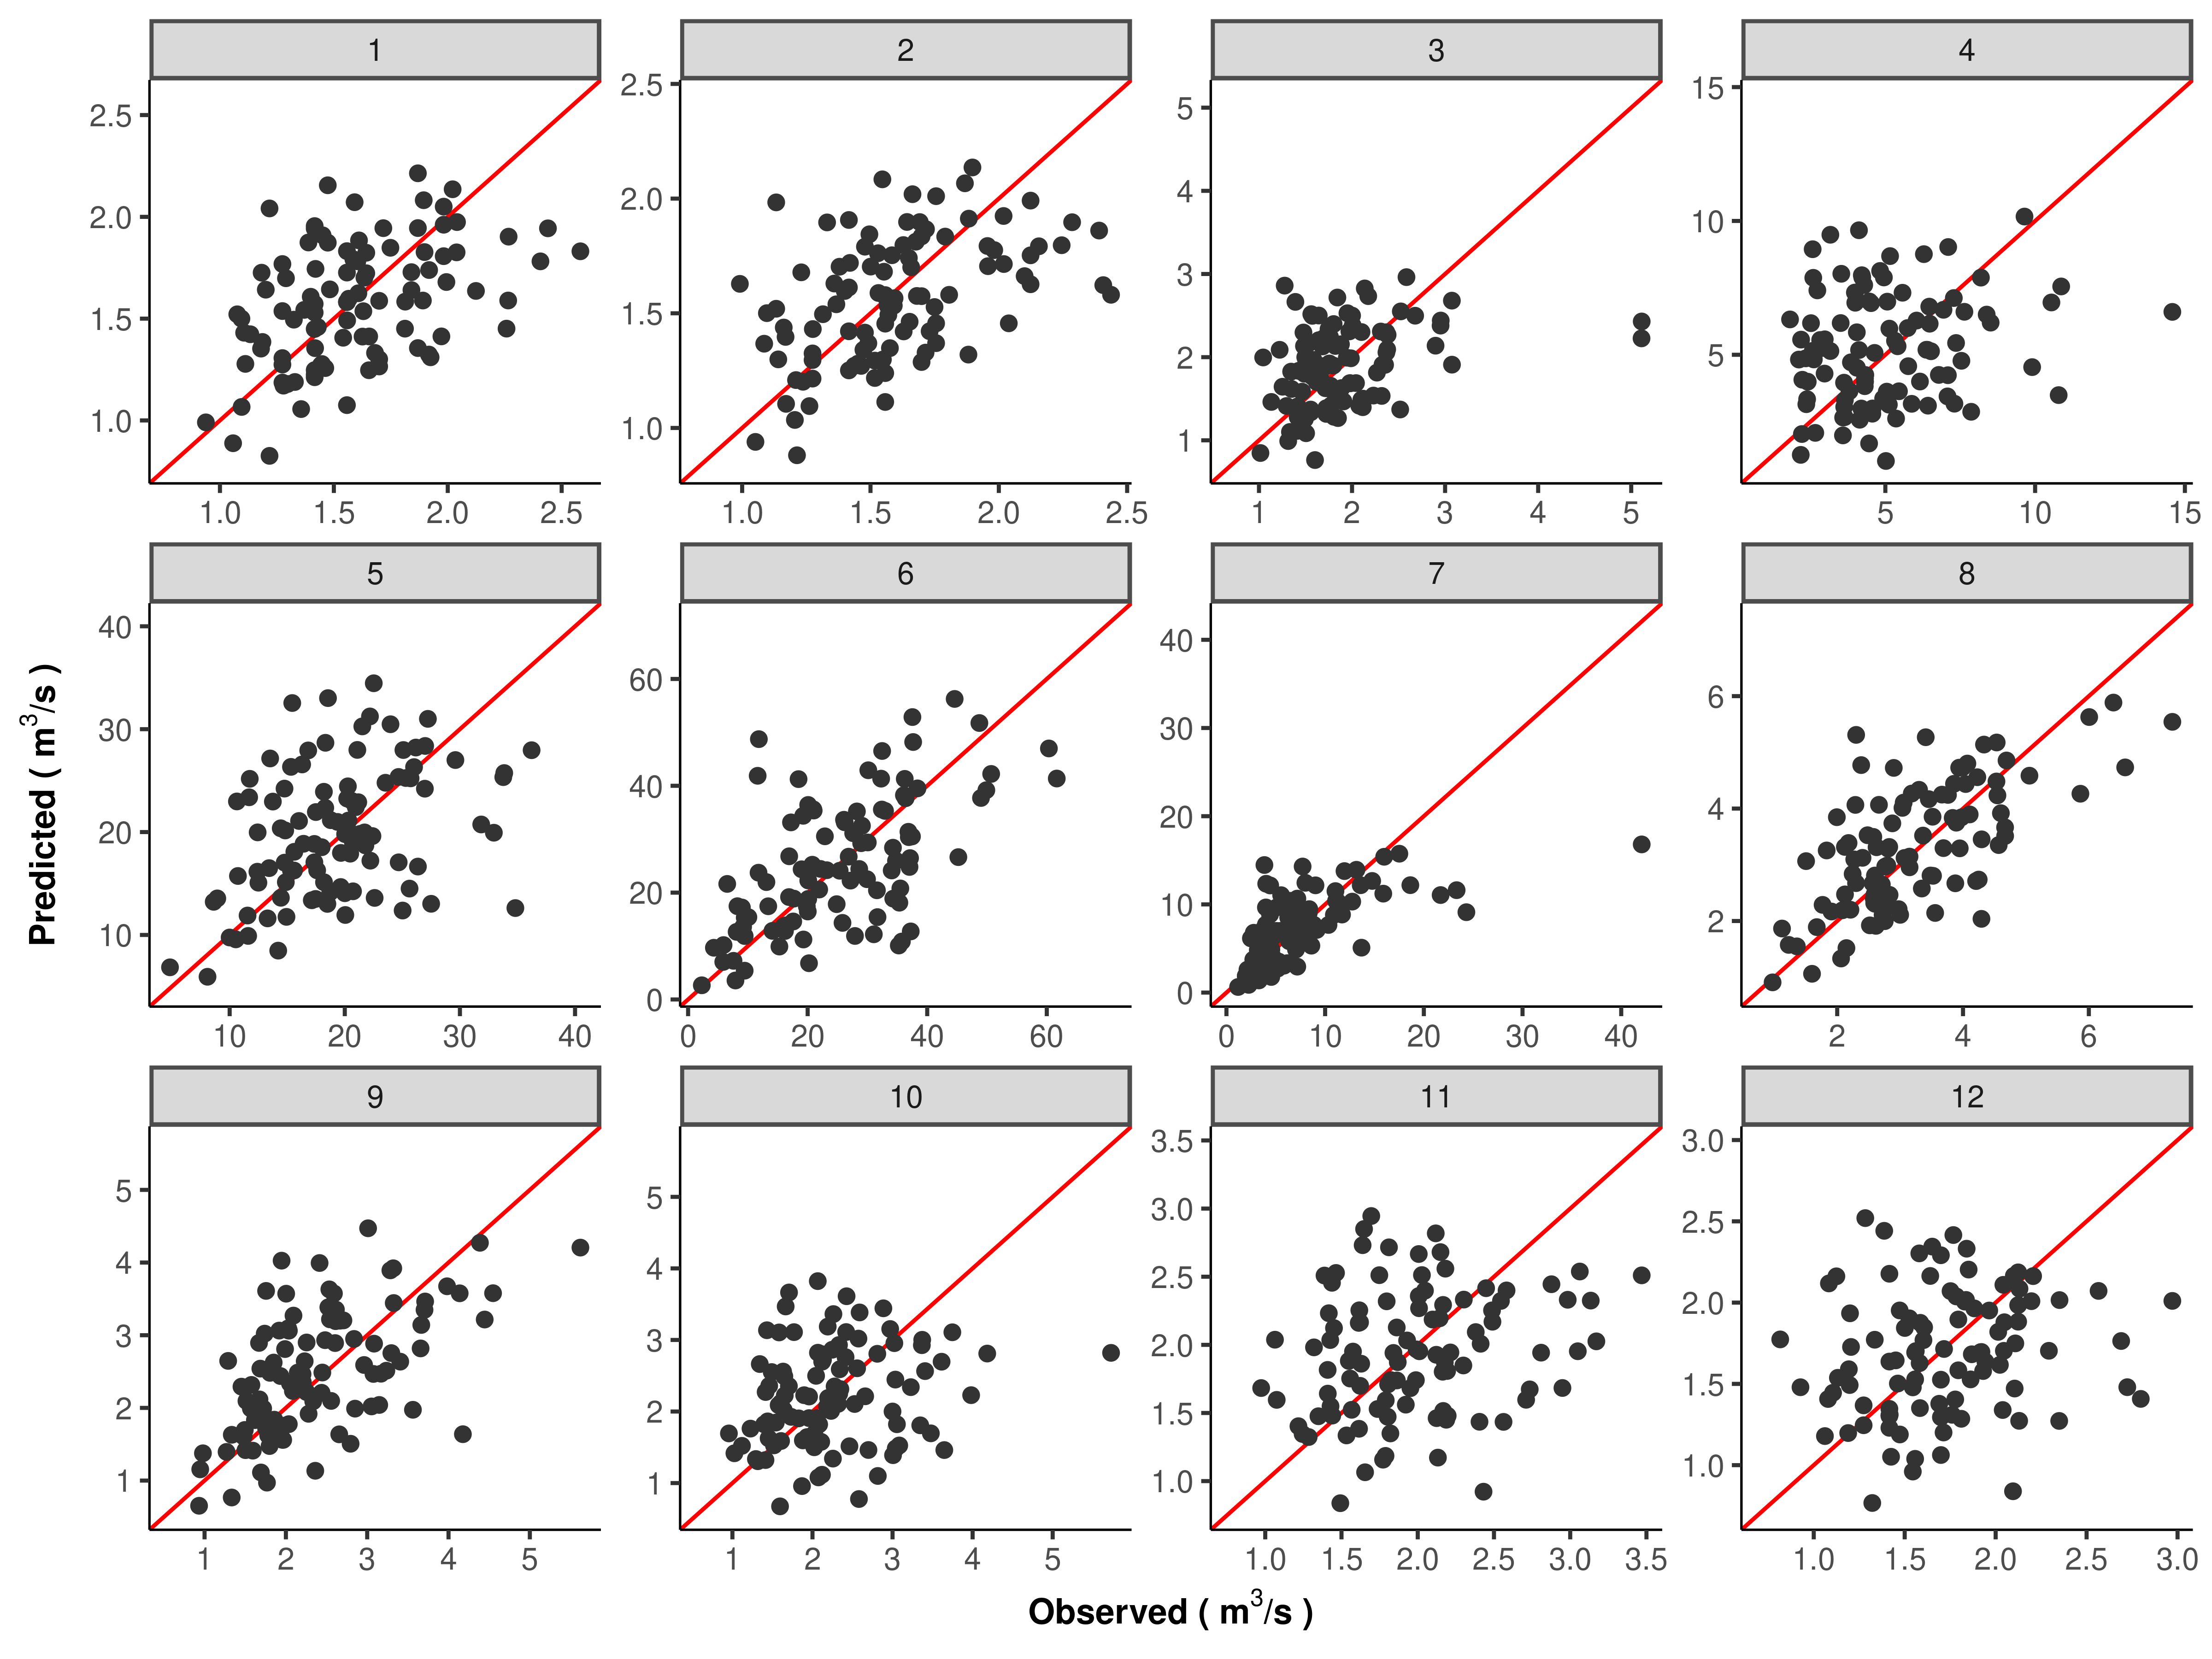 1 2 3 4
2.5 2.0 1.5 1.0
2.5 2.0 1.5 1.0
5 4 3 2 1
15 10 5
1.0 1.5 2.0 2.5
1.0 1.5 2.0 2.5
1 2 3 4 5
5 10 15
5 6 7 8
Predicted ( m³/s )
40 30 20 10
60 40 20 0
40 30 20 10 0
6 4 2
10 20 30 40
0 20 40 60
0 10 20 30 40
2 4 6
9 10 11 12
5 4 3 2 1
5 4 3 2 1
3.5 3.0 2.5 2.0 1.5 1.0
3.0 2.5 2.0 1.5 1.0
1 2 3 4 5
1 2 3 4 5
1.0 1.5 2.0 2.5 3.0 3.5
1.0 1.5 2.0 2.5 3.0
Observed ( m³/s )